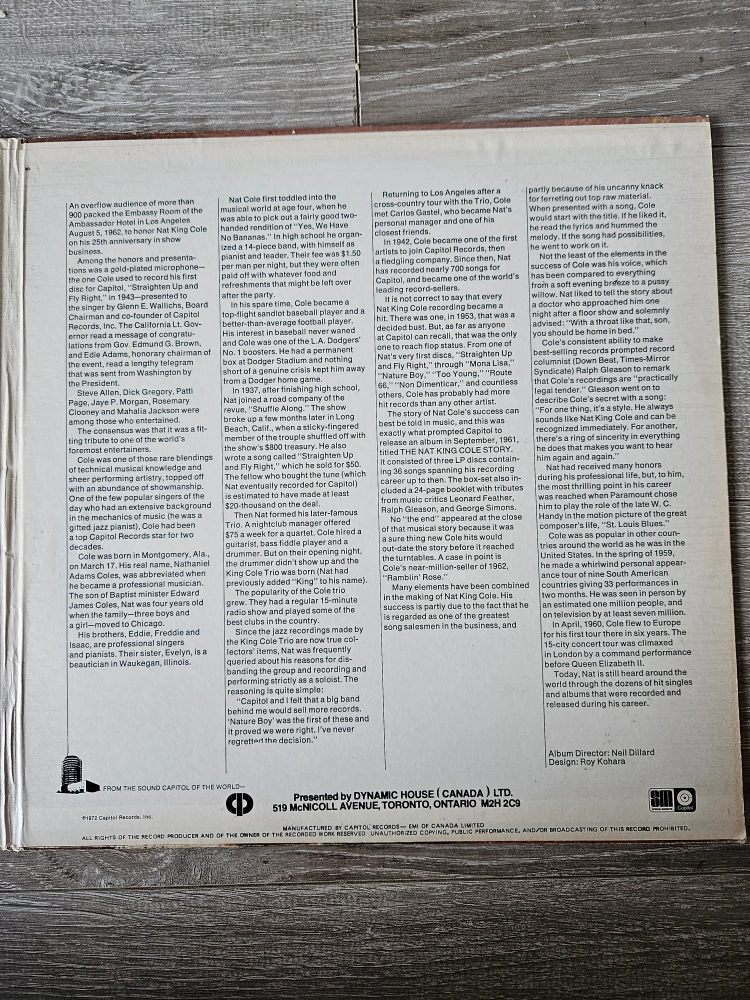 An overflow audience of more than
900 packed the Embassy Room of the
Ambassador Hotel in Los Angeles
August 5, 1962, to honor Nat King Cole
on his 25th anniversary in show
business.
Among the honors and presenta-
tions was a gold-plated microphone—
the one Cole used to record his first
disc for Capitol, "Straighten Up and
Fly Right," in 1943—presented to
the singer by Glenn E. Wallichs, Board
Chairman and co-founder of Capitol
Records, Inc. The California Lt. Gov-
ernor read a message of congratu-
lations from Gov. Edmund G. Brown,
and Edie Adams, honorary chairman of
the event, read a lengthy telegram
that was sent from Washington by
the President.
Steve Allen, Dick Gregory, Patti
Page, Jaye P. Morgan, Rosemary
Clooney and Mahalia Jackson were
among those who entertained.
The consensus was that it was a fit-
ting tribute to one of the world's
foremost entertainers.
Cole was one of those rare blendings
of technical musical knowledge and
sheer performing artistry, topped off
with an abundance of showmanship.
One of the few popular singers of the
day who had an extensive background
in the mechanics of music (he was a
gifted jazz pianist), Cole had been
a top Capitol Records star for two
decades.
Cole was born in Montgomery, Ala.,
on March 17. His real name, Nathaniel
Adams Coles, was abbreviated when
he became a professional musician.
The son of Baptist minister Edward
James Coles, Nat was four years old
when the family—three boys and
a girl—moved to Chicago.
His brothers, Eddie, Freddie and
Isaac, are professional singers
and pianists. Their sister, Evelyn, is a
beautician in Waukegan, Illinois.
Nat Cole first toddled into the
musical world at age four, when he
was able to pick out a fairly good two-
handed rendition of "Yes, We Have
No Bananas." In high school he organ-
ized a 14-piece band, with himself as
pianist and leader. Their fee was $1.50
per man per night, but they were often
paid off with whatever food and
refreshments that might be left over
after the party.
In his spare time, Cole became a
top-flight sandlot baseball player and a
better-than-average football player.
His interest in baseball never waned
and Cole was one of the L.A. Dodgers'
No. 1 boosters. He had a permanent
box at Dodger Stadium and nothing
short of a genuine crisis kept him away
from a Dodger home game.
In 1937, after finishing high school,
Nat joined a road company of the
revue, "Shuffle Along." The show
broke up a few months later in Long
Beach, Calif., when a sticky-fingered
member of the trouple shuffled off with
the show's $800 treasury. He also
wrote a song called "Straighten Up
and Fly Right," which he sold for $50.
The fellow who bought the tune (which
Nat eventually recorded for Capitol)
is estimated to have made at least
$20-thousand on the deal.
Then Nat formed his later-famous
Trio. A nightclub manager offered
$75 a week for a quartet. Cole hired a
guitarist, bass fiddle player and a
drummer. But on their opening night,
the drummer didn't show up and the
King Cole Trio was born (Nat had
previously added "King" to his name).
The popularity of the Cole trio
grew. They had a regular 15-minute
radio show and played some of the
best clubs in the country.
Since the jazz recordings made by
the King Cole Trio are now true col-
lectors' items, Nat was frequently
queried about his reasons for dis-
banding the group and recording and
performing strictly as a soloist. The
reasoning is quite simple:
"Capitol and I felt that a big band
behind me would sell more records.
'Nature Boy' was the first of these and
it proved we were right. I've never
regretted the decision."
Returning to Los Angeles after a
cross-country tour with the Trio, Cole
met Carlos Gastel, who became Nat's
personal manager and one of his
closest friends.
In 1942, Cole became one of the first
artists to join Capitol Records, then
a fledgling company. Since then, Nat
has recorded nearly 700 songs for
Capitol, and became one of the world's
leading record-sellers.
It is not correct to say that every
Nat King Cole recording became a
hit. There was one, in 1953, that was a
decided bust. But, as far as anyone
at Capitol can recall, that was the only
one to reach flop status. From one of
Nat's very first discs, "Straighten Up
and Fly Right," through "Mona Lisa,"
"Nature Boy," "Too Young," "Route
66," "Non Dimenticar," and countless
others, Cole has probably had more
hit records than any other artist.
The story of Nat Cole's success can
best be told in music, and this was
exactly what prompted Capitol to
release an album in September, 1961,
titled THE NAT KING COLE STORY.
It consisted of three LP discs contain-
ing 36 songs spanning his recording
career up to then. The box-set also in-
cluded a 24-page booklet with tributes
from music critics Leonard Feather,
Ralph Gleason, and George Simons.
No "the end" appeared at the close
of that musical story because it was
a sure thing new Cole hits would
out-date the story before it reached
the turntables. A case in point is
Cole's near-million-seller of 1962,
"Ramblin' Rose."
Many elements have been combined
in the making of Nat King Cole. His
success is partly due to the fact that he
is regarded as one of the greatest
song salesmen in the business, and
partly because of his uncanny knack
for ferreting out top raw material.
When presented with a song, Cole
would start with the title. If he liked it,
he read the lyrics and hummed the
melody. If the song had possibilities,
he went to work on it.
Not the least of the elements in the
success of Cole was his voice, which
has been compared to everything
from a soft evening breeze to a pussy
willow. Nat liked to tell the story about
a doctor who approached him one
night after a floor show and solemnly
advised: "With a throat like that, son,
you should be home in bed."
Cole's consistent ability to make
best-selling records prompted record
columnist (Down Beat, Times-Mirror
Syndicate) Ralph Gleason to remark
that Cole's recordings are "practically
legal tender." Gleason went on to
describe Cole's secret with a song:
"For one thing, it's a style. He always
sounds like Nat King Cole and can be
recognized immediately. For another,
there's a ring of sincerity in everything
he does that makes you want to hear
him again and again."
Nat had received many honors
during his professional life, but, to him,
the most thrilling point in his career
was reached when Paramount chose
him to play the role of the late W. C.
Handy in the motion picture of the great
composer's life, "St. Louis Blues."
Cole was as popular in other coun-
tries around the world as he was in the
United States. In the spring of 1959,
he made a whirlwind personal appear-
ance tour of nine South American
countries giving 33 performances in
two months. He was seen in person by
an estimated one million people, and
on television by at least seven million.
In April, 1960, Cole flew to Europe
for his first tour there in six years. The
15-city concert tour was climaxed
in London by a command performance
before Queen Elizabeth II.
Today, Nat is still heard around the
world through the dozens of hit singles
and albums that were recorded and
released during his career.
Album Director: Neil Dillard
Design: Roy Kohara
FROM THE SOUND CAPITOL OF THE WORLD—
©1972 Capitol Records, Inc.
Presented by DYNAMIC HOUSE (CANADA) LTD.
519 McNICOLL AVENUE, TORONTO, ONTARIO M2H 2C9
SM
Capitol
MANUFACTURED BY CAPITOL RECORDS—EMI OF CANADA LIMITED
ALL RIGHTS OF THE RECORD PRODUCER AND OF THE OWNER OF THE RECORDED WORK RESERVED UNAUTHORIZED COPYING, PUBLIC PERFORMANCE, AND/OR BROADCASTING OF THIS RECORD PROHIBITED.